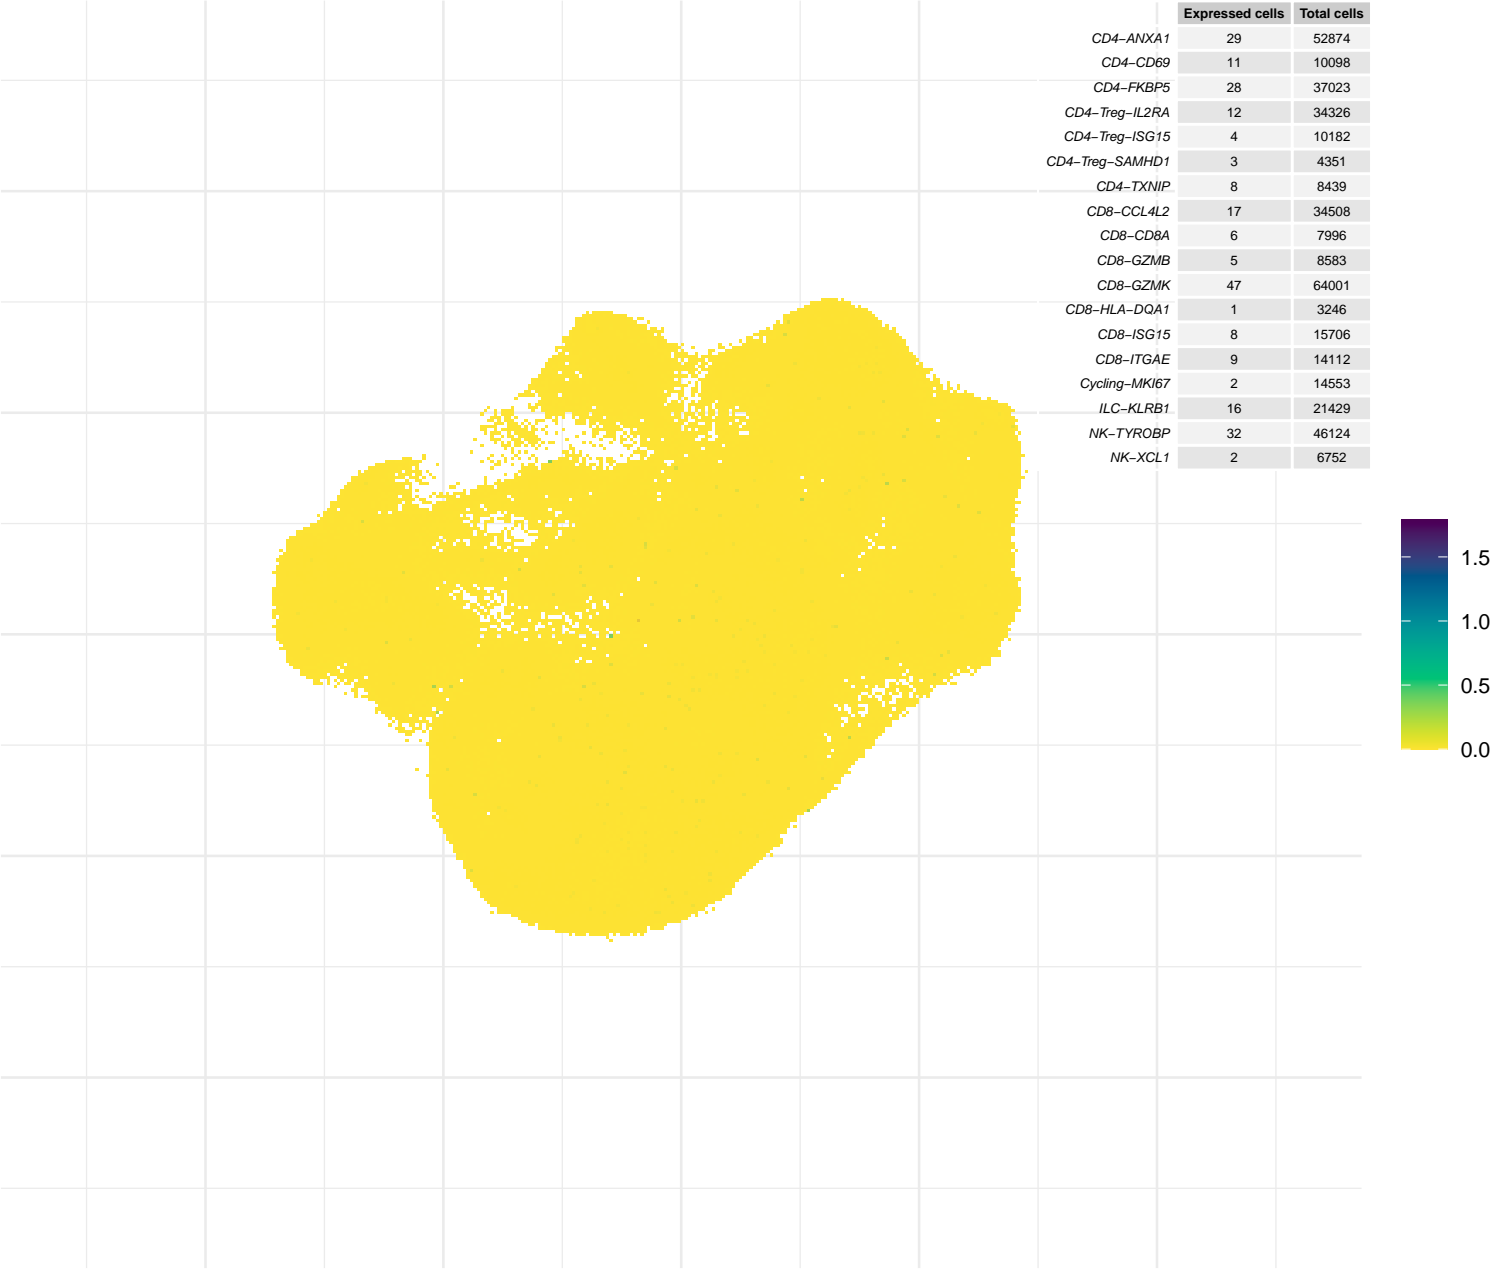 Expressed cells Total cells
CD4−ANXA1 29 52874
CD4−CD69 11 10098
CD4−FKBP5 28 37023
CD4−Treg−IL2RA 12 34326
CD4−Treg−ISG15 4 10182
CD4−Treg−SAMHD1 3 4351
CD4−TXNIP 8 8439
CD8−CCL4L2 17 34508
CD8−CD8A 6 7996
CD8−GZMB 5 8583
CD8−GZMK 47 64001
CD8−HLA−DQA1 1 3246
CD8−ISG15 8 15706
CD8−ITGAE 9 14112
Cycling−MKI67 2 14553
ILC−KLRB1 16 21429
NK−TYROBP 32 46124
NK−XCL1 2 6752
1.5
1.0
0.5
0.0